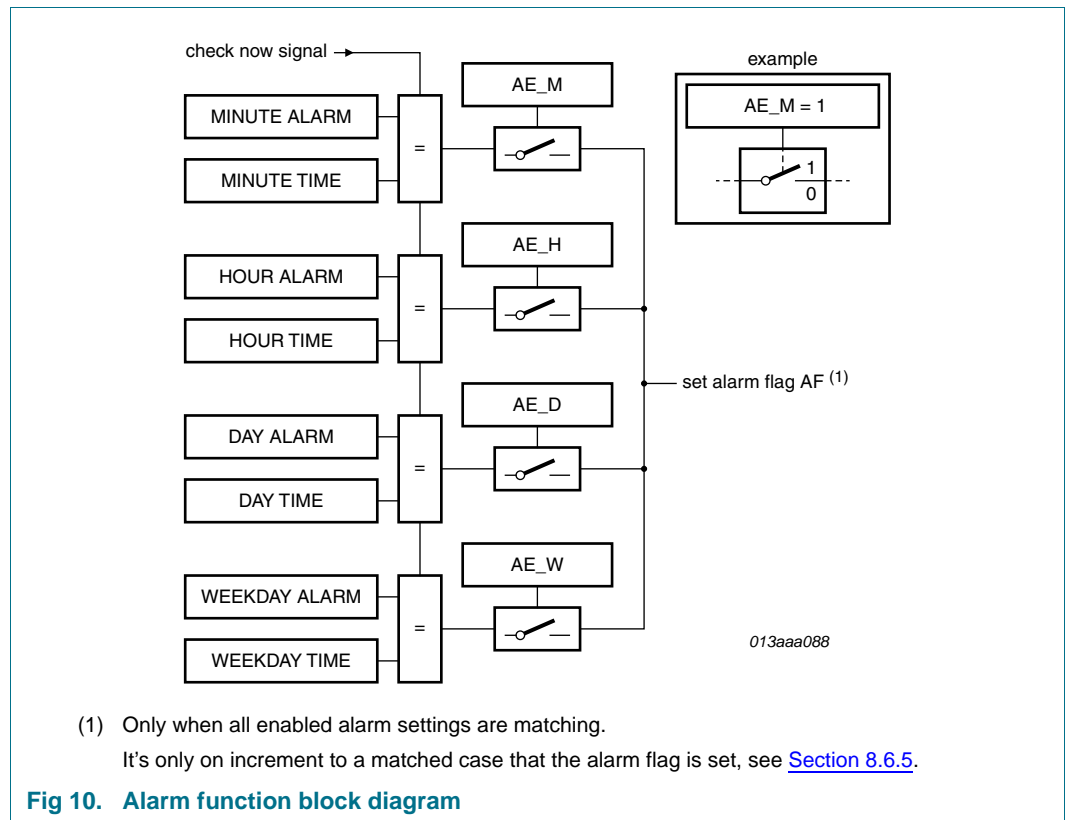 check now signal
example
AE_M
AE_M = 1
MINUTE ALARM
=
MINUTE TIME
1
0
AE_H
HOUR ALARM
=
HOUR TIME
set alarm flag AF (1)
AE_D
DAY ALARM
=
DAY TIME
AE_W
WEEKDAY ALARM
=
WEEKDAY TIME
013aaa088
(1) Only when all enabled alarm settings are matching.
It's only on increment to a matched case that the alarm flag is set, see Section 8.6.5.
Fig 10. Alarm function block diagram